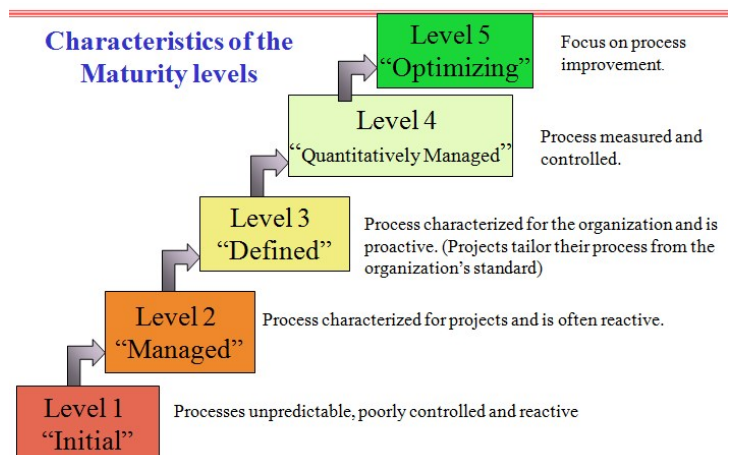 Characteristics of the
Maturity levels
Level 5
“Optimizing”
Focus on process
improvement.
Level 4
“Quantitatively Managed”
Process measured and
controlled.
Level 3
“Defined”
Process characterized for the organization and is
proactive. (Projects tailor their process from the
organization’s standard)
Level 2
“Managed”
Process characterized for projects and is often reactive.
Level 1
“Initial”
Processes unpredictable, poorly controlled and reactive